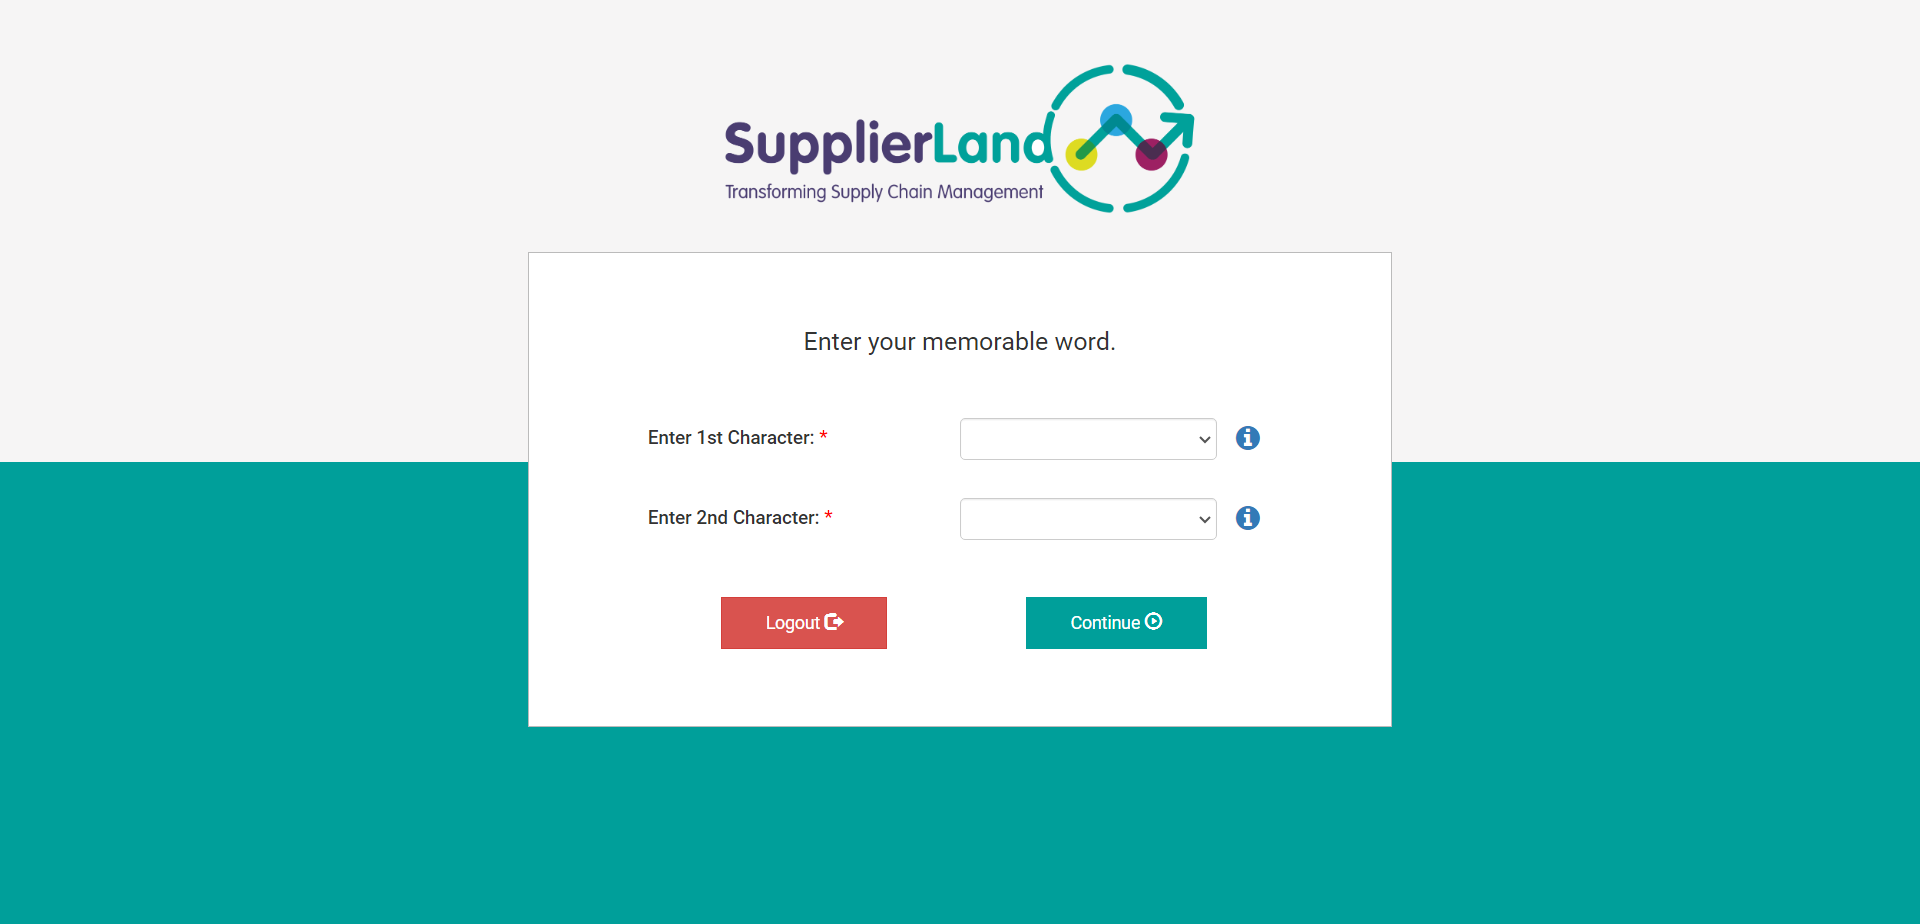 SupplierLand
Transforming Supply Chain Management
Enter your memorable word.
Enter 1st Character: *
Enter 2nd Character: *
Logout
Continue